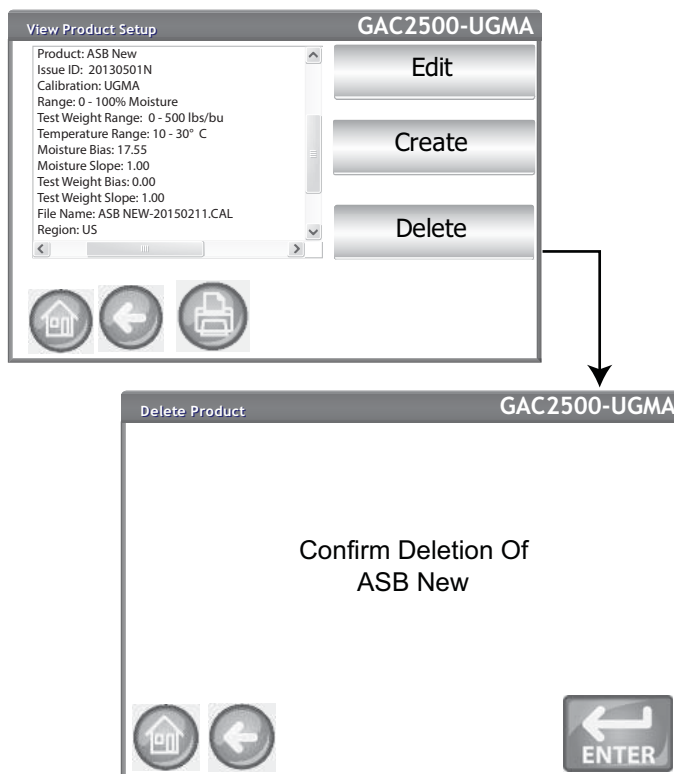 View Product Setup
GAC2500-UGMA
Product: ASB New
Issue ID: 20130501N
Calibration: UGMA
Range: 0 - 100% Moisture
Test Weight Range: 0 - 500 lbs/bu
Temperature Range: 10 - 30° C
Moisture Bias: 17.55
Moisture Slope: 1.00
Test Weight Bias: 0.00
Test Weight Slope: 1.00
File Name: ASB NEW-20150211.CAL
Region: US
Edit
Create
Delete
Delete Product
GAC2500-UGMA
Confirm Deletion Of
ASB New
ENTER